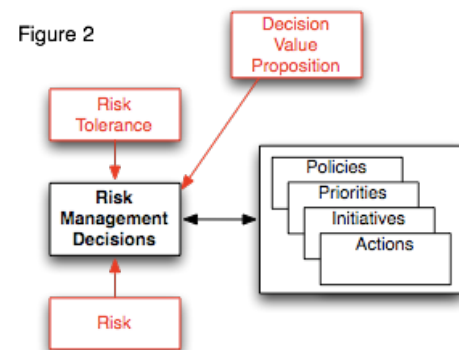 Figure 2
Decision
Value
Proposition
Risk
Tolerance
Risk
Management
Decisions
Policies
Priorities
Initiatives
Actions
Risk